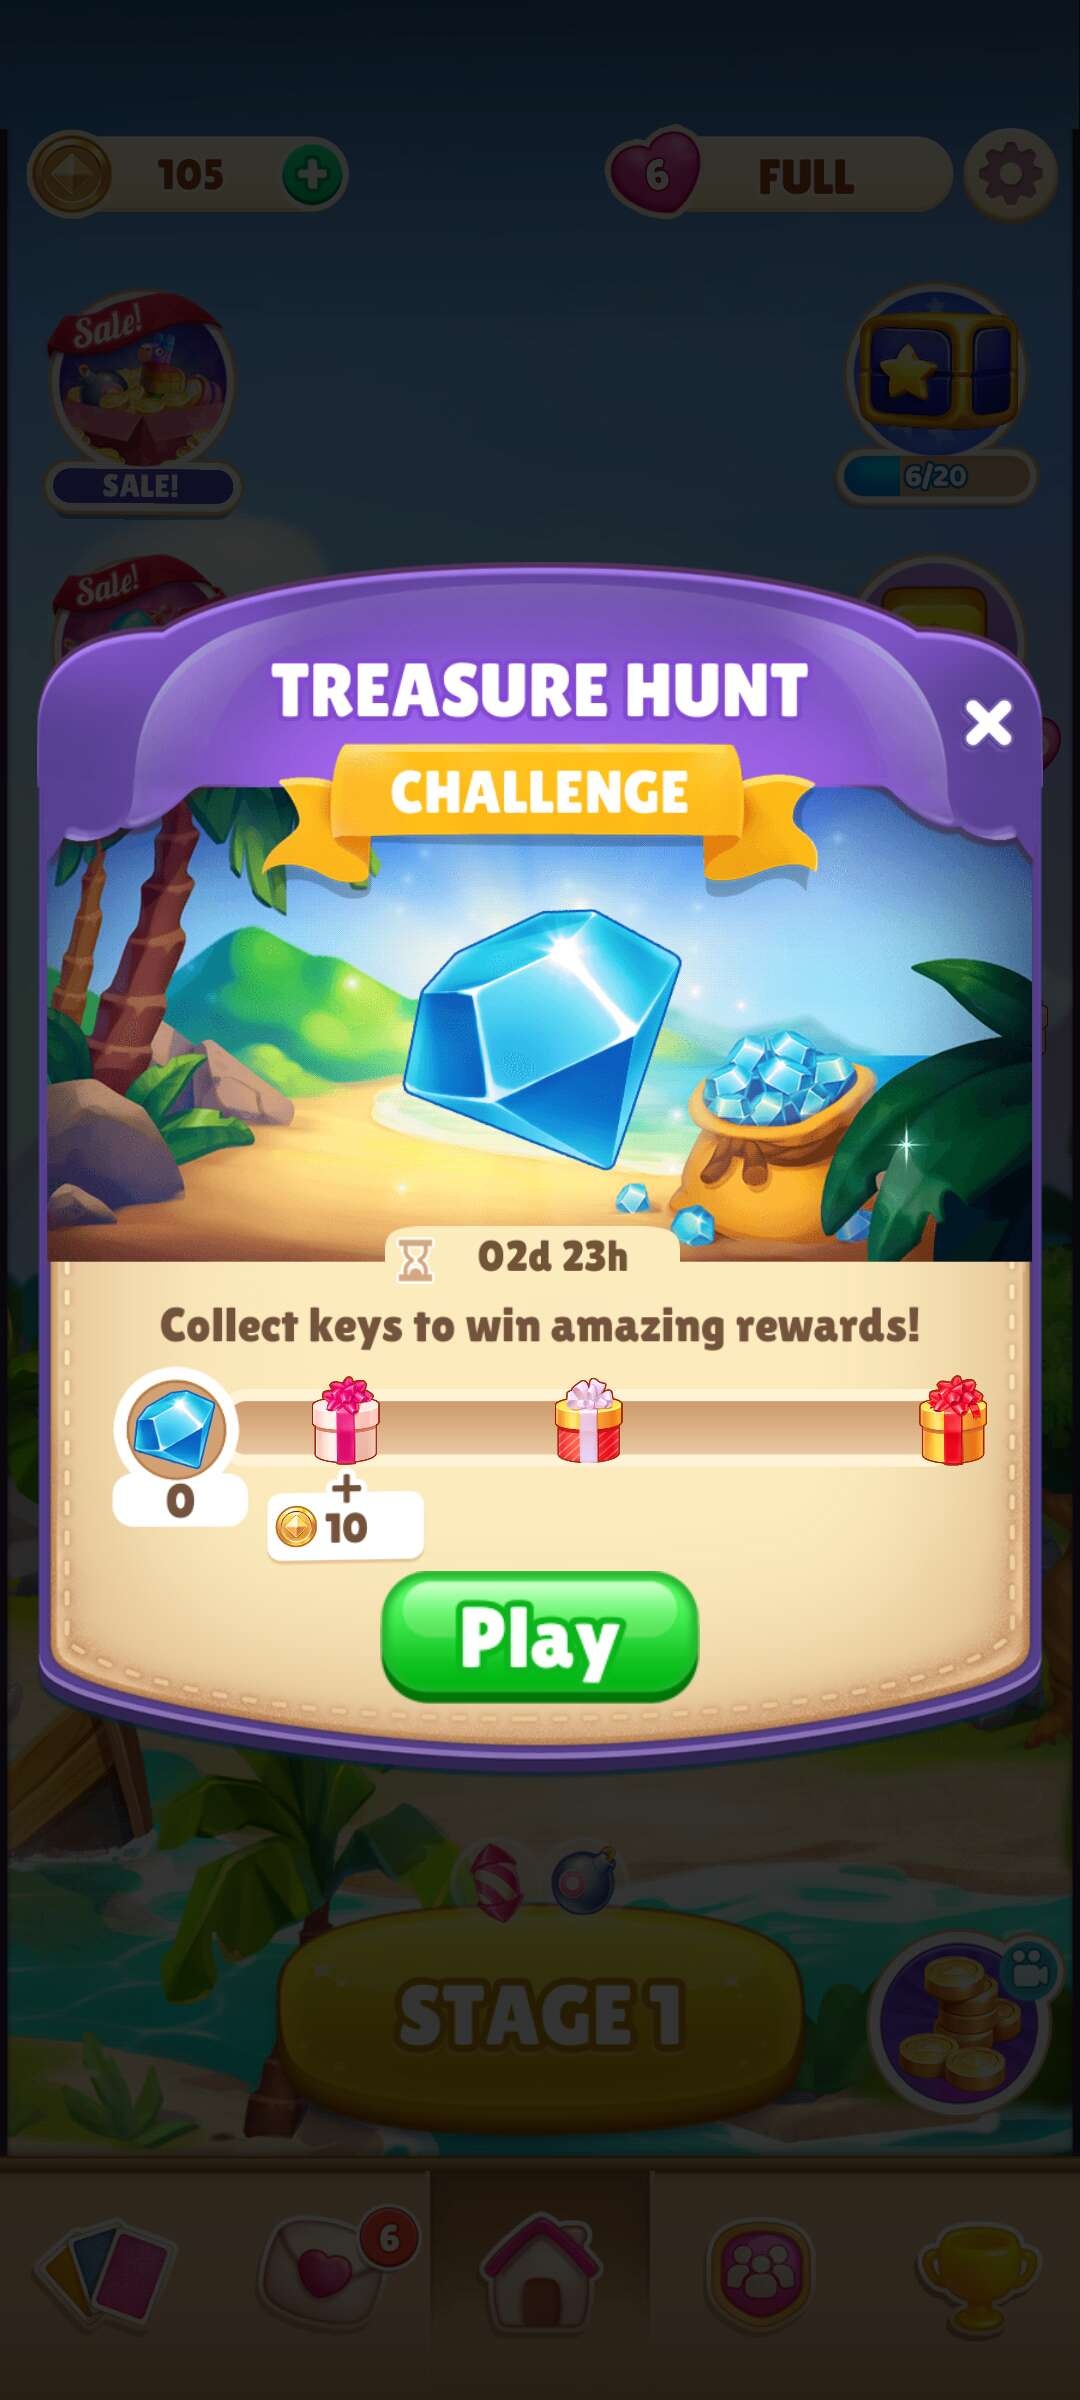 105
6
FULL
Sale!
SALE!
6/20
Sale!
TREASURE HUNT
CHALLENGE
02d 23h
Collect keys to win amazing rewards!
0
+
10
Play
STAGE 1
6